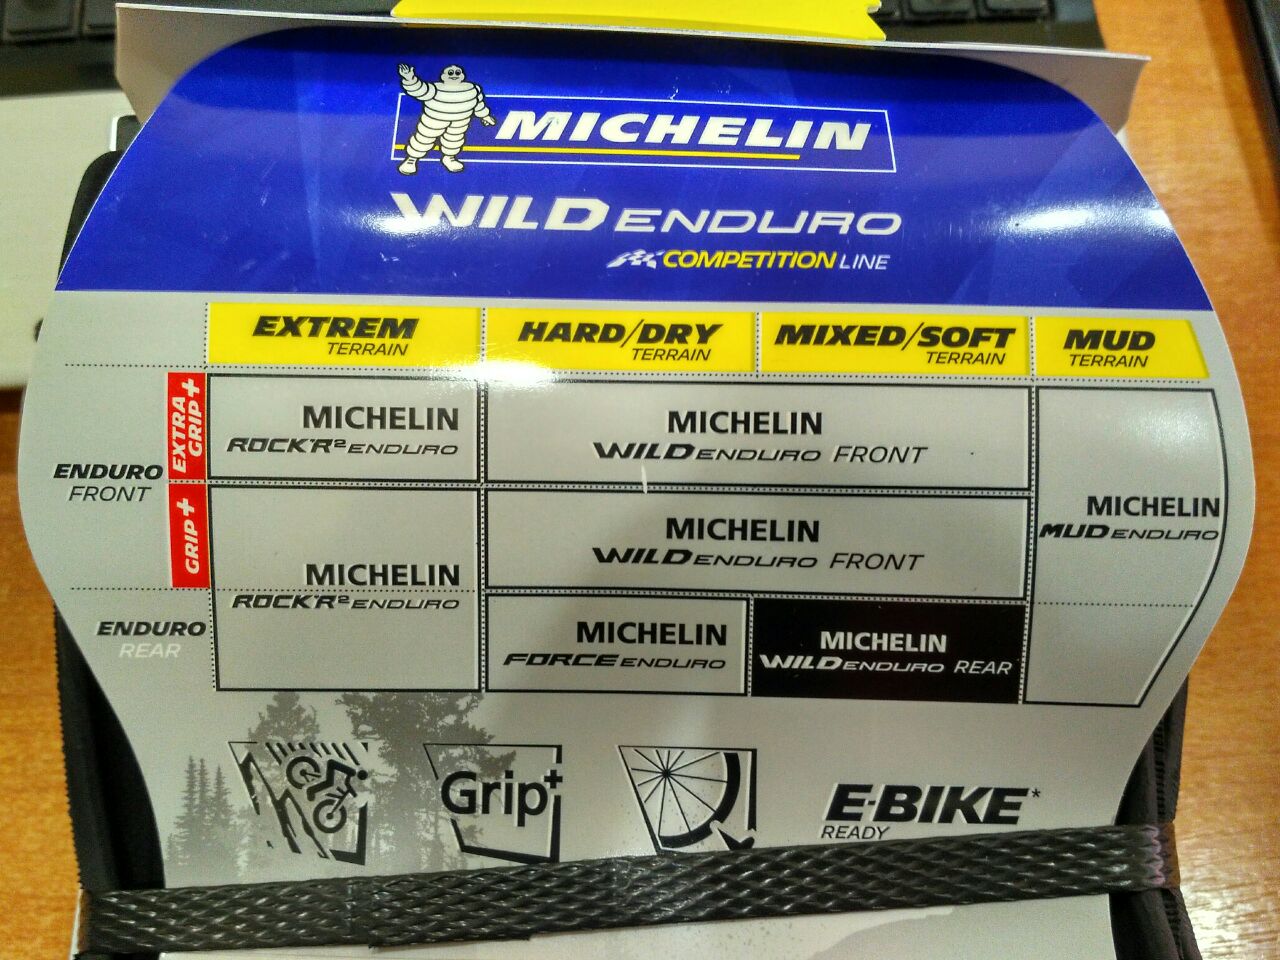 MICHELIN
WILD ENDURO
COMPETITION LINE
EXTREM
TERRAIN
HARD/DRY
TERRAIN
MIXED/SOFT
TERRAIN
MUD
TERRAIN
ENDURO
FRONT
EXTRA
GRIP+
MICHELIN
ROCK'R² ENDURO
MICHELIN
WILD ENDURO FRONT
MICHELIN
MUD ENDURO
GRIP+
MICHELIN
ROCK'R² ENDURO
MICHELIN
WILD ENDURO FRONT
ENDURO
REAR
MICHELIN
FORCE ENDURO
MICHELIN
WILD ENDURO REAR
Grip+
E-BIKE*
READY